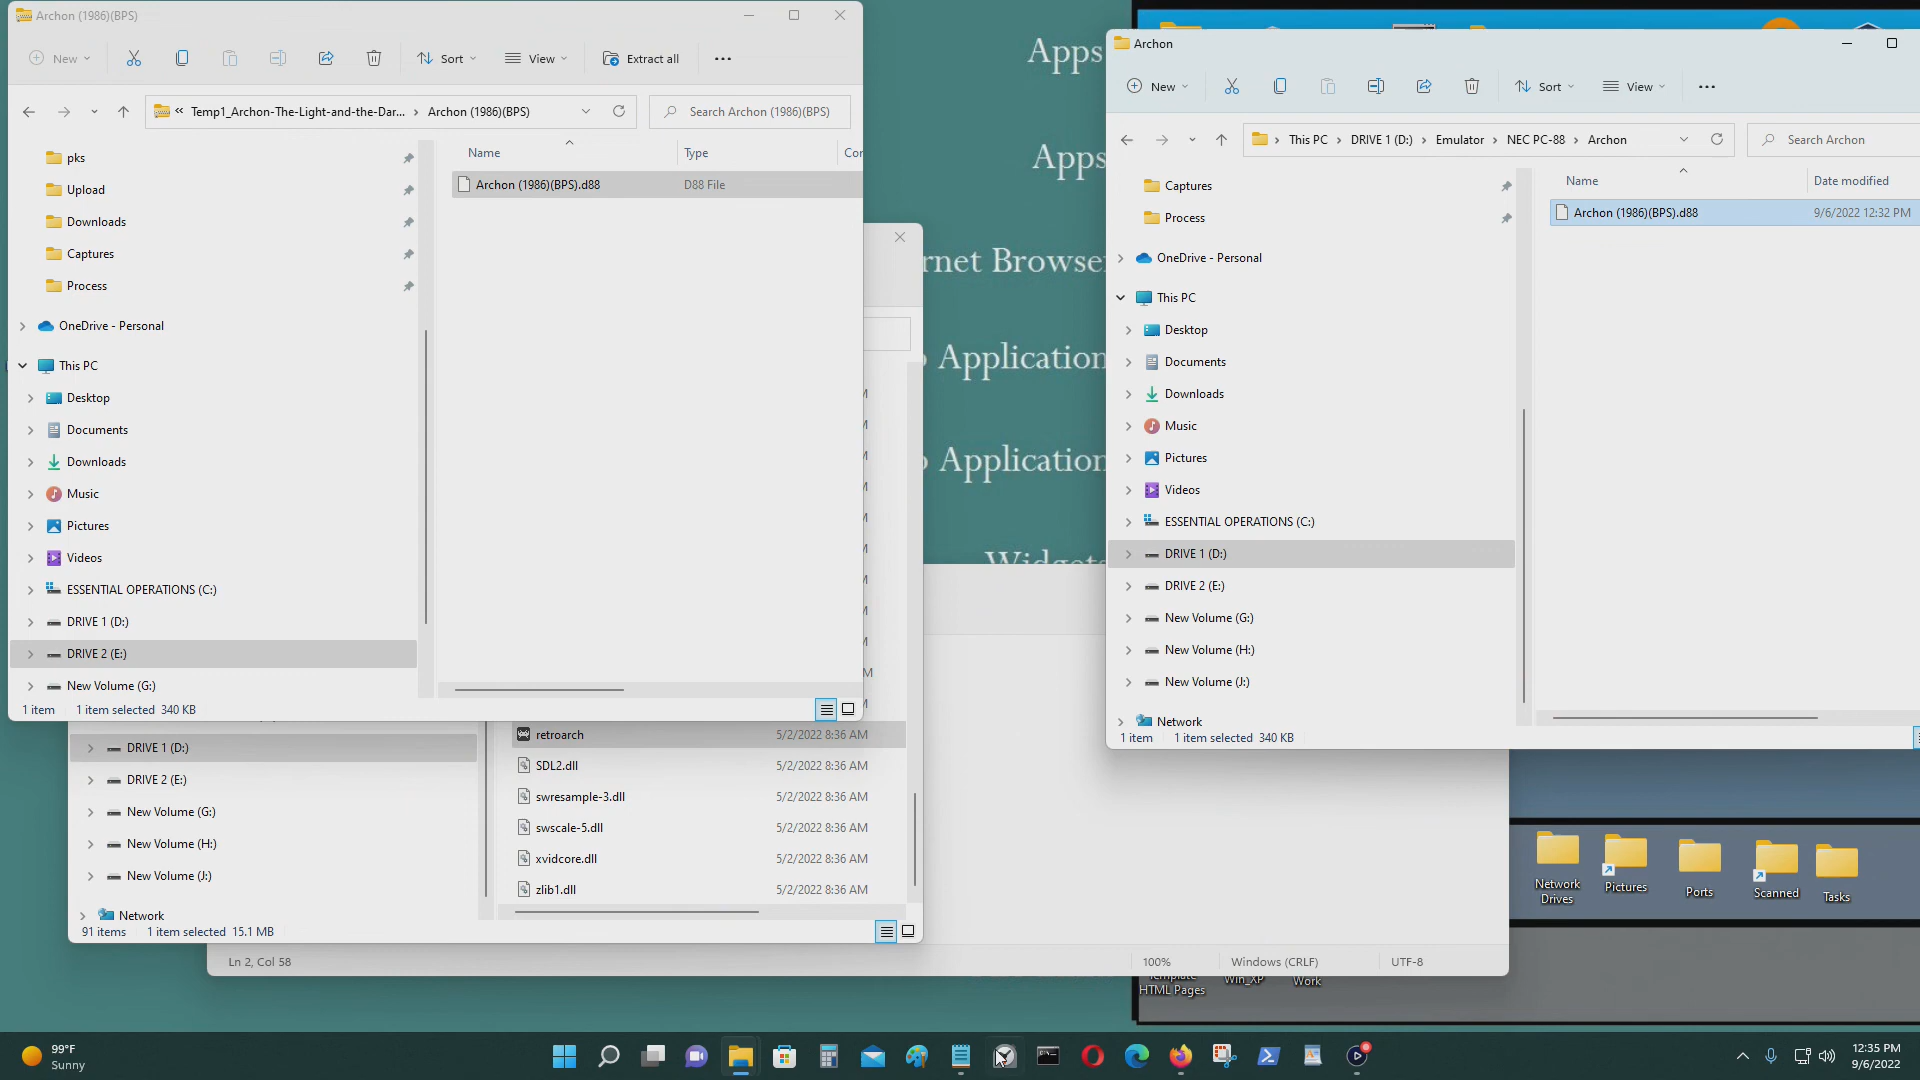 Archon (1986)(BPS)
New
Sort
View
Extract all
Temp1_Archon-The-Light-and-the-Dar...
Archon (1986)(BPS)
Search Archon (1986)(BPS)
pks
Upload
Downloads
Captures
Process
OneDrive - Personal
This PC
Desktop
Documents
Downloads
Music
Pictures
Videos
ESSENTIAL OPERATIONS (C:)
DRIVE 1 (D:)
DRIVE 2 (E:)
New Volume (G:)
Name
Type
Cor
Archon (1986)(BPS).d88
D88 File
1 item
1 item selected 340 KB
DRIVE 1 (D:)
DRIVE 2 (E:)
New Volume (G:)
New Volume (H:)
New Volume (J:)
Network
retroarch
5/2/2022 8:36 AM
SDL2.dll
5/2/2022 8:36 AM
swresample-3.dll
5/2/2022 8:36 AM
swscale-5.dll
5/2/2022 8:36 AM
xvidcore.dll
5/2/2022 8:36 AM
zlib1.dll
5/2/2022 8:36 AM
91 items
1 item selected 15.1 MB
Ln 2, Col 58
100%
Windows (CRLF)
UTF-8
Apps
Apps
rnet Browser
Application
Application
Widgets
Archon
New
Sort
View
This PC
DRIVE 1 (D:)
Emulator
NEC PC-88
Archon
Search Archon
Captures
Process
OneDrive - Personal
This PC
Desktop
Documents
Downloads
Music
Pictures
Videos
ESSENTIAL OPERATIONS (C:)
DRIVE 1 (D:)
DRIVE 2 (E:)
New Volume (G:)
New Volume (H:)
New Volume (J:)
Network
Name
Date modified
Archon (1986)(BPS).d88
9/6/2022 12:32 PM
1 item
1 item selected 340 KB
Network
Drives
Pictures
Ports
Scanned
Tasks
HTML Pages
Win_XP
Work
99°F
Sunny
12:35 PM
9/6/2022